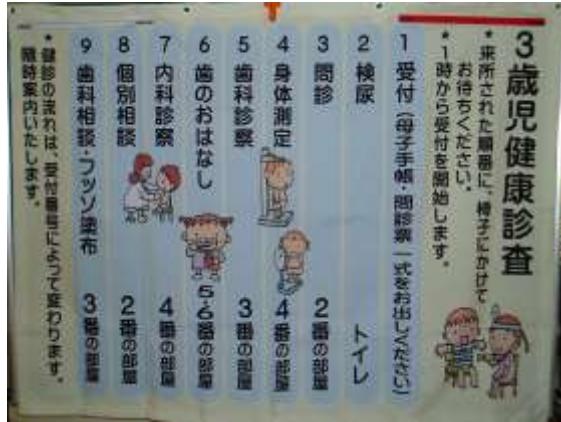 3歳児健康診査
★来所された順番に、椅子にかけて
お待ちください。
★1時から受付を開始します。
1 受付（母子手帳・問診票一式をお出しください）
2 検尿 トイレ
3 問診 2番の部屋
4 身体測定 4番の部屋
5 歯科診察 3番の部屋
6 歯のおはなし 5・6番の部屋
7 内科診察 4番の部屋
8 個別相談 2番の部屋
9 歯科相談・フッソ塗布 3番の部屋
★健診の流れは、受付番号によって変わります。
随時案内いたします。